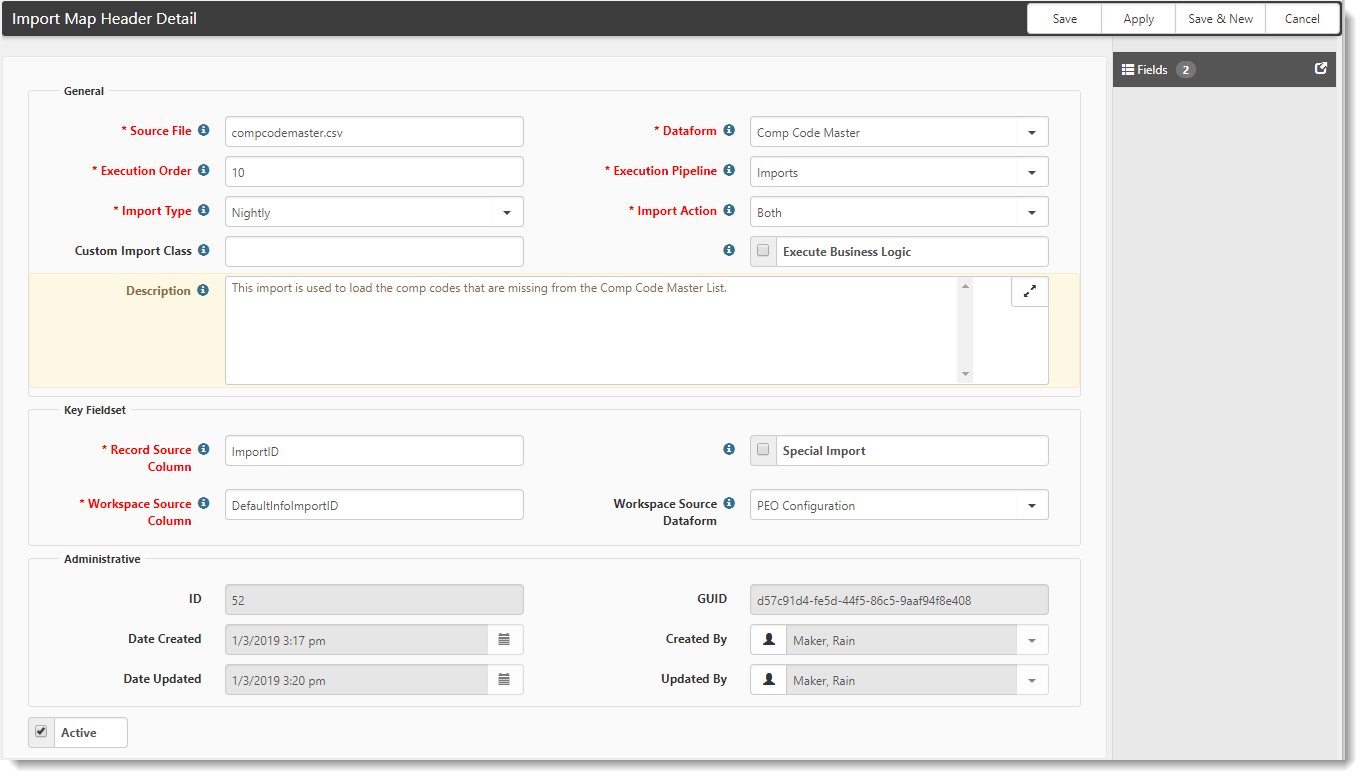 Import Map Header Detail
Save
Apply
Save & New
Cancel
Fields 2
General
* Source File
compcodemaster.csv
* Dataform
Comp Code Master
* Execution Order
10
* Execution Pipeline
Imports
* Import Type
Nightly
* Import Action
Both
Custom Import Class
Execute Business Logic
Description
This import is used to load the comp codes that are missing from the Comp Code Master List.
Key Fieldset
* Record Source
Column
ImportID
Special Import
* Workspace Source
Column
DefaultInfoImportID
Workspace Source
Dataform
PEO Configuration
Administrative
ID
52
GUID
d57c91d4-fe5d-44f5-86c5-9aaf94f8e408
Date Created
1/3/2019 3:17 pm
Created By
Maker, Rain
Date Updated
1/3/2019 3:20 pm
Updated By
Maker, Rain
Active